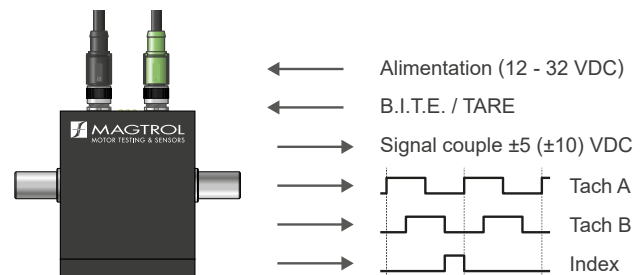 MAGTROL
MOTOR TESTING & SENSORS
Alimentation (12 - 32 VDC)
B.I.T.E. / TARE
Signal couple ±5 (±10) VDC
Tach A
Tach B
Index